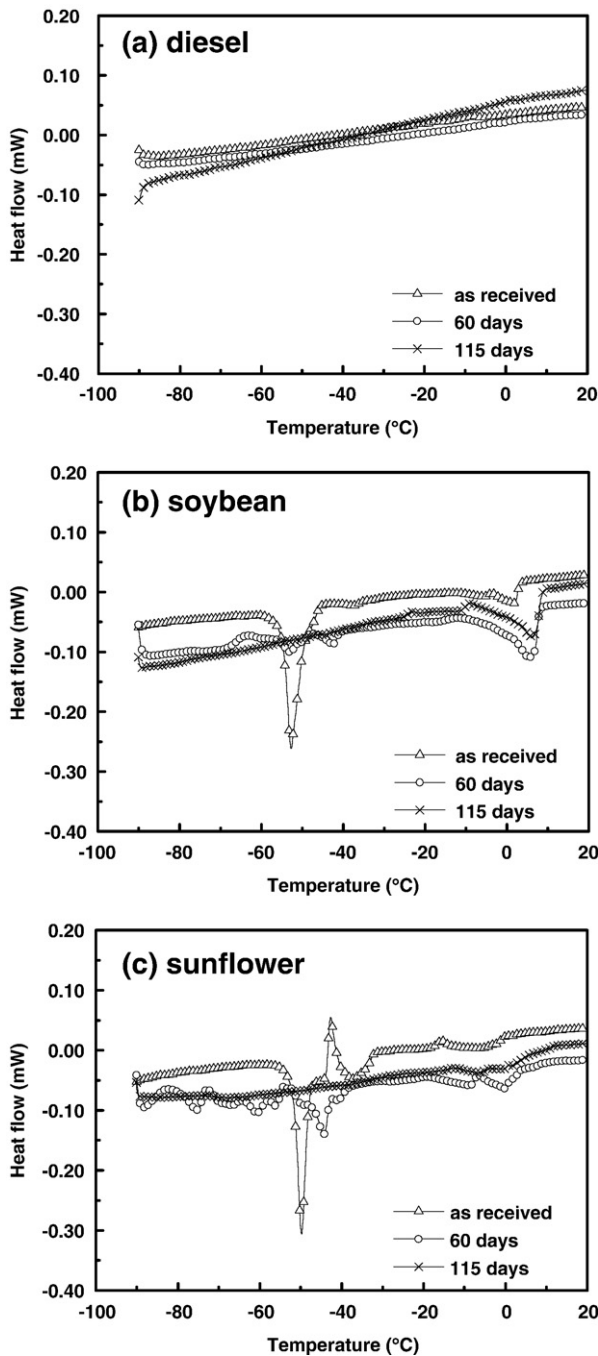 (a) diesel
0.20
0.10
0.00
-0.10
-0.20
-0.30
-0.40
Heat flow (mW)
as received
60 days
115 days
-100 -80 -60 -40 -20 0 20
Temperature (°C)
(b) soybean
0.20
0.10
0.00
-0.10
-0.20
-0.30
-0.40
Heat flow (mW)
as received
60 days
115 days
-100 -80 -60 -40 -20 0 20
Temperature (°C)
(c) sunflower
0.20
0.10
0.00
-0.10
-0.20
-0.30
-0.40
Heat flow (mW)
as received
60 days
115 days
-100 -80 -60 -40 -20 0 20
Temperature (°C)